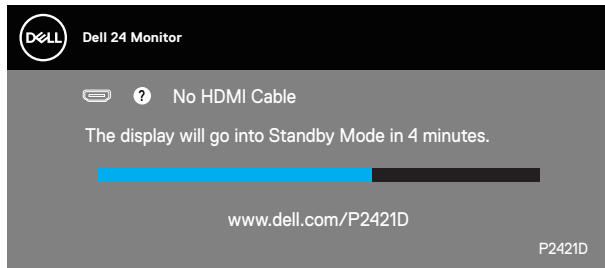 DELL
Dell 24 Monitor
? No HDMI Cable
The display will go into Standby Mode in 4 minutes.
www.dell.com/P2421D
P2421D